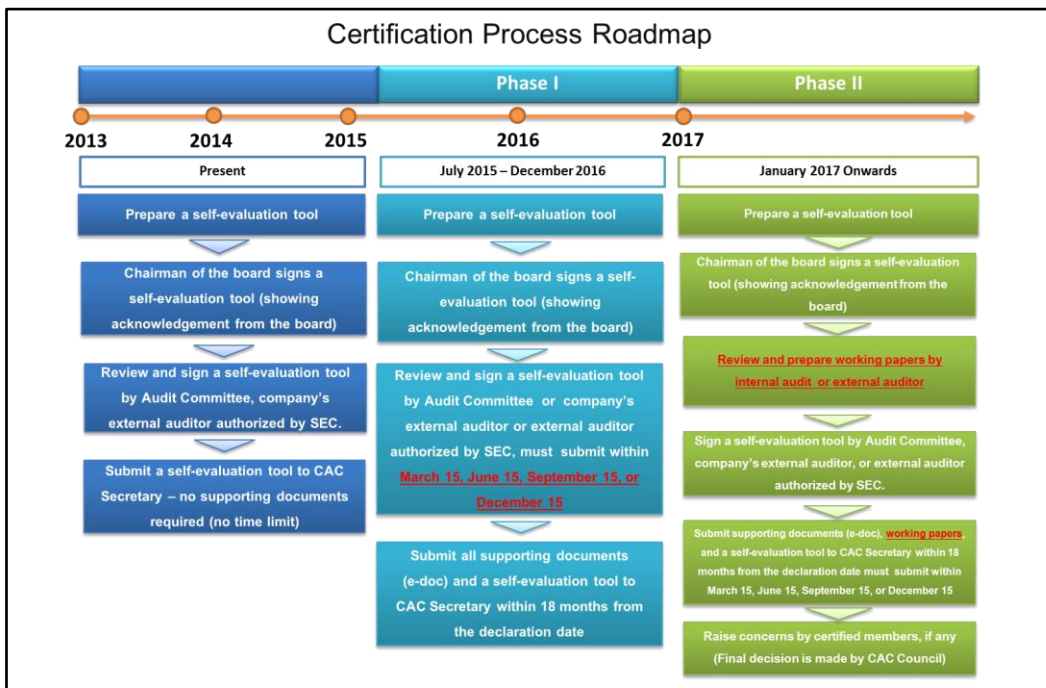 Certification Process Roadmap
Phase I
Phase II
2013
2014
2015
2016
2017
Present
Prepare a self-evaluation tool
Chairman of the board signs a
self-evaluation tool (showing
acknowledgement from the board)
Review and sign a self-evaluation tool
by Audit Committee, company's
external auditor authorized by SEC.
Submit a self-evaluation tool to CAC
Secretary – no supporting documents
required (no time limit)
July 2015 – December 2016
Prepare a self-evaluation tool
Chairman of the board signs a self-
evaluation tool (showing
acknowledgement from the board)
Review and sign a self-evaluation tool
by Audit Committee or company's
external auditor or external auditor
authorized by SEC, must submit within
March 15, June 15, September 15, or
December 15
Submit all supporting documents
(e-doc) and a self-evaluation tool to
CAC Secretary within 18 months from
the declaration date
January 2017 Onwards
Prepare a self-evaluation tool
Chairman of the board signs a self-evaluation
tool (showing acknowledgement from the
board)
Review and prepare working papers by
internal audit or external auditor
Sign a self-evaluation tool by Audit Committee,
company's external auditor, or external auditor
authorized by SEC.
Submit supporting documents (e-doc), working papers,
and a self-evaluation tool to CAC Secretary within 18
months from the declaration date must submit within
March 15, June 15, September 15, or December 15
Raise concerns by certified members, if any
(Final decision is made by CAC Council)